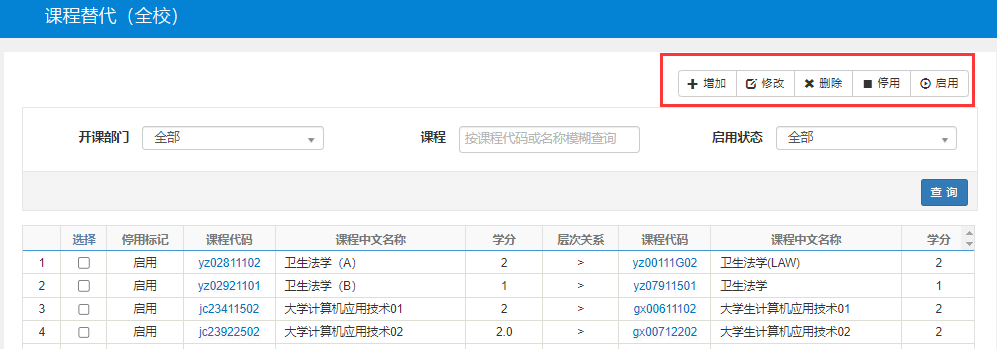 课程替代（全校）
增加 修改 删除 停用 启用
开课部门 全部 课程 按课程代码或名称模糊查询 启用状态 全部
查 询
选择 停用标记 课程代码 课程中文名称 学分 层次关系 课程代码 课程中文名称 学分
1 启用 yz02811102 卫生法学（A） 2 > yz00111G02 卫生法学(LAW) 2
2 启用 yz02921101 卫生法学（B） 1 > yz07911501 卫生法学 1
3 启用 jc23411502 大学计算机应用技术01 2 > gx00611102 大学生计算机应用技术01 2
4 启用 jc23922502 大学计算机应用技术02 2.0 > gx00712202 大学生计算机应用技术02 2